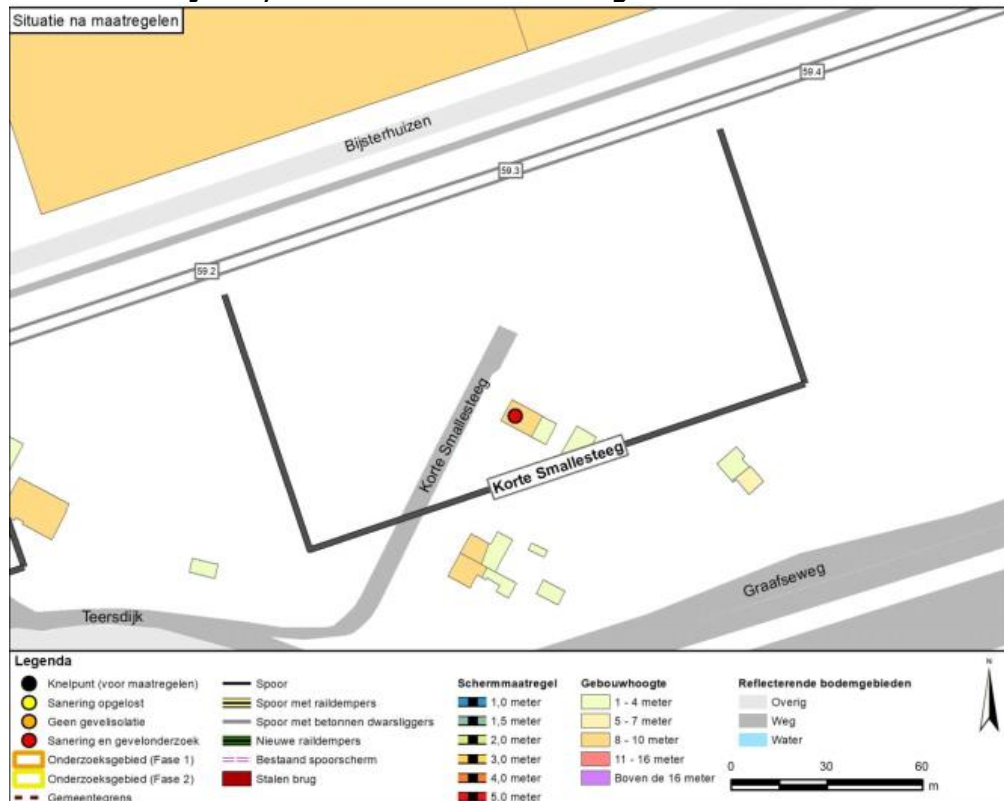 Situatie na maatregelen
59.4
Bijsterhuizen
59.3
59.2
Korte Smallesteeg
Korte Smallesteeg
Graafseweg
Teersdijk
Legenda
Knelpunt (voor maatregelen)
Sanering opgelost
Geen gevelisolatie
Sanering en gevelonderzoek
Onderzoeksgebied (Fase 1)
Onderzoeksgebied (Fase 2)
Gemeentegrens
Spoor
Spoor met raildempers
Spoor met betonnen dwarsliggers
Nieuwe raildempers
Bestaand spoorscherm
Stalen brug
Schermmaatregel
1,0 meter
1,5 meter
2,0 meter
3,0 meter
4,0 meter
5,0 meter
Gebouwhoogte
1 - 4 meter
5 - 7 meter
8 - 10 meter
11 - 16 meter
Boven de 16 meter
Reflecterende bodemgebieden
Overig
Weg
Water
N
0 30 60
m